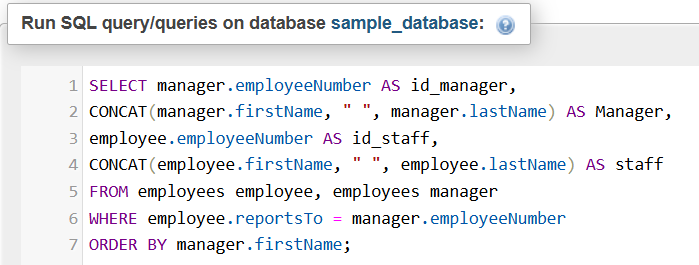 Run SQL query/queries on database sample_database:
1 SELECT manager.employeeNumber AS id_manager,
2 CONCAT(manager.firstName, " ", manager.lastName) AS Manager,
3 employee.employeeNumber AS id_staff,
4 CONCAT(employee.firstName, " ", employee.lastName) AS staff
5 FROM employees employee, employees manager
6 WHERE employee.reportsTo = manager.employeeNumber
7 ORDER BY manager.firstName;